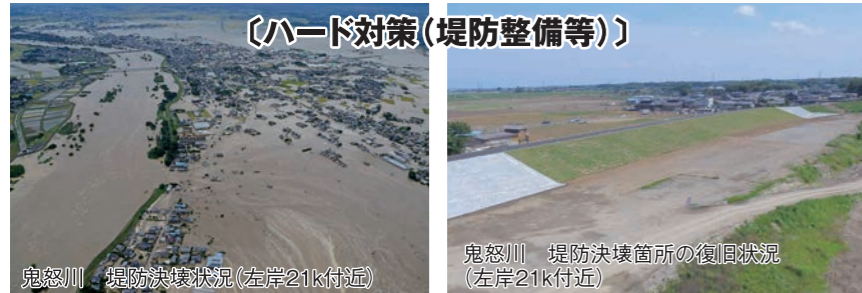 〔ハード対策(堤防整備等)〕
鬼怒川　堤防決壊状況(左岸21k付近)
鬼怒川　堤防決壊箇所の復旧状況
(左岸21k付近)